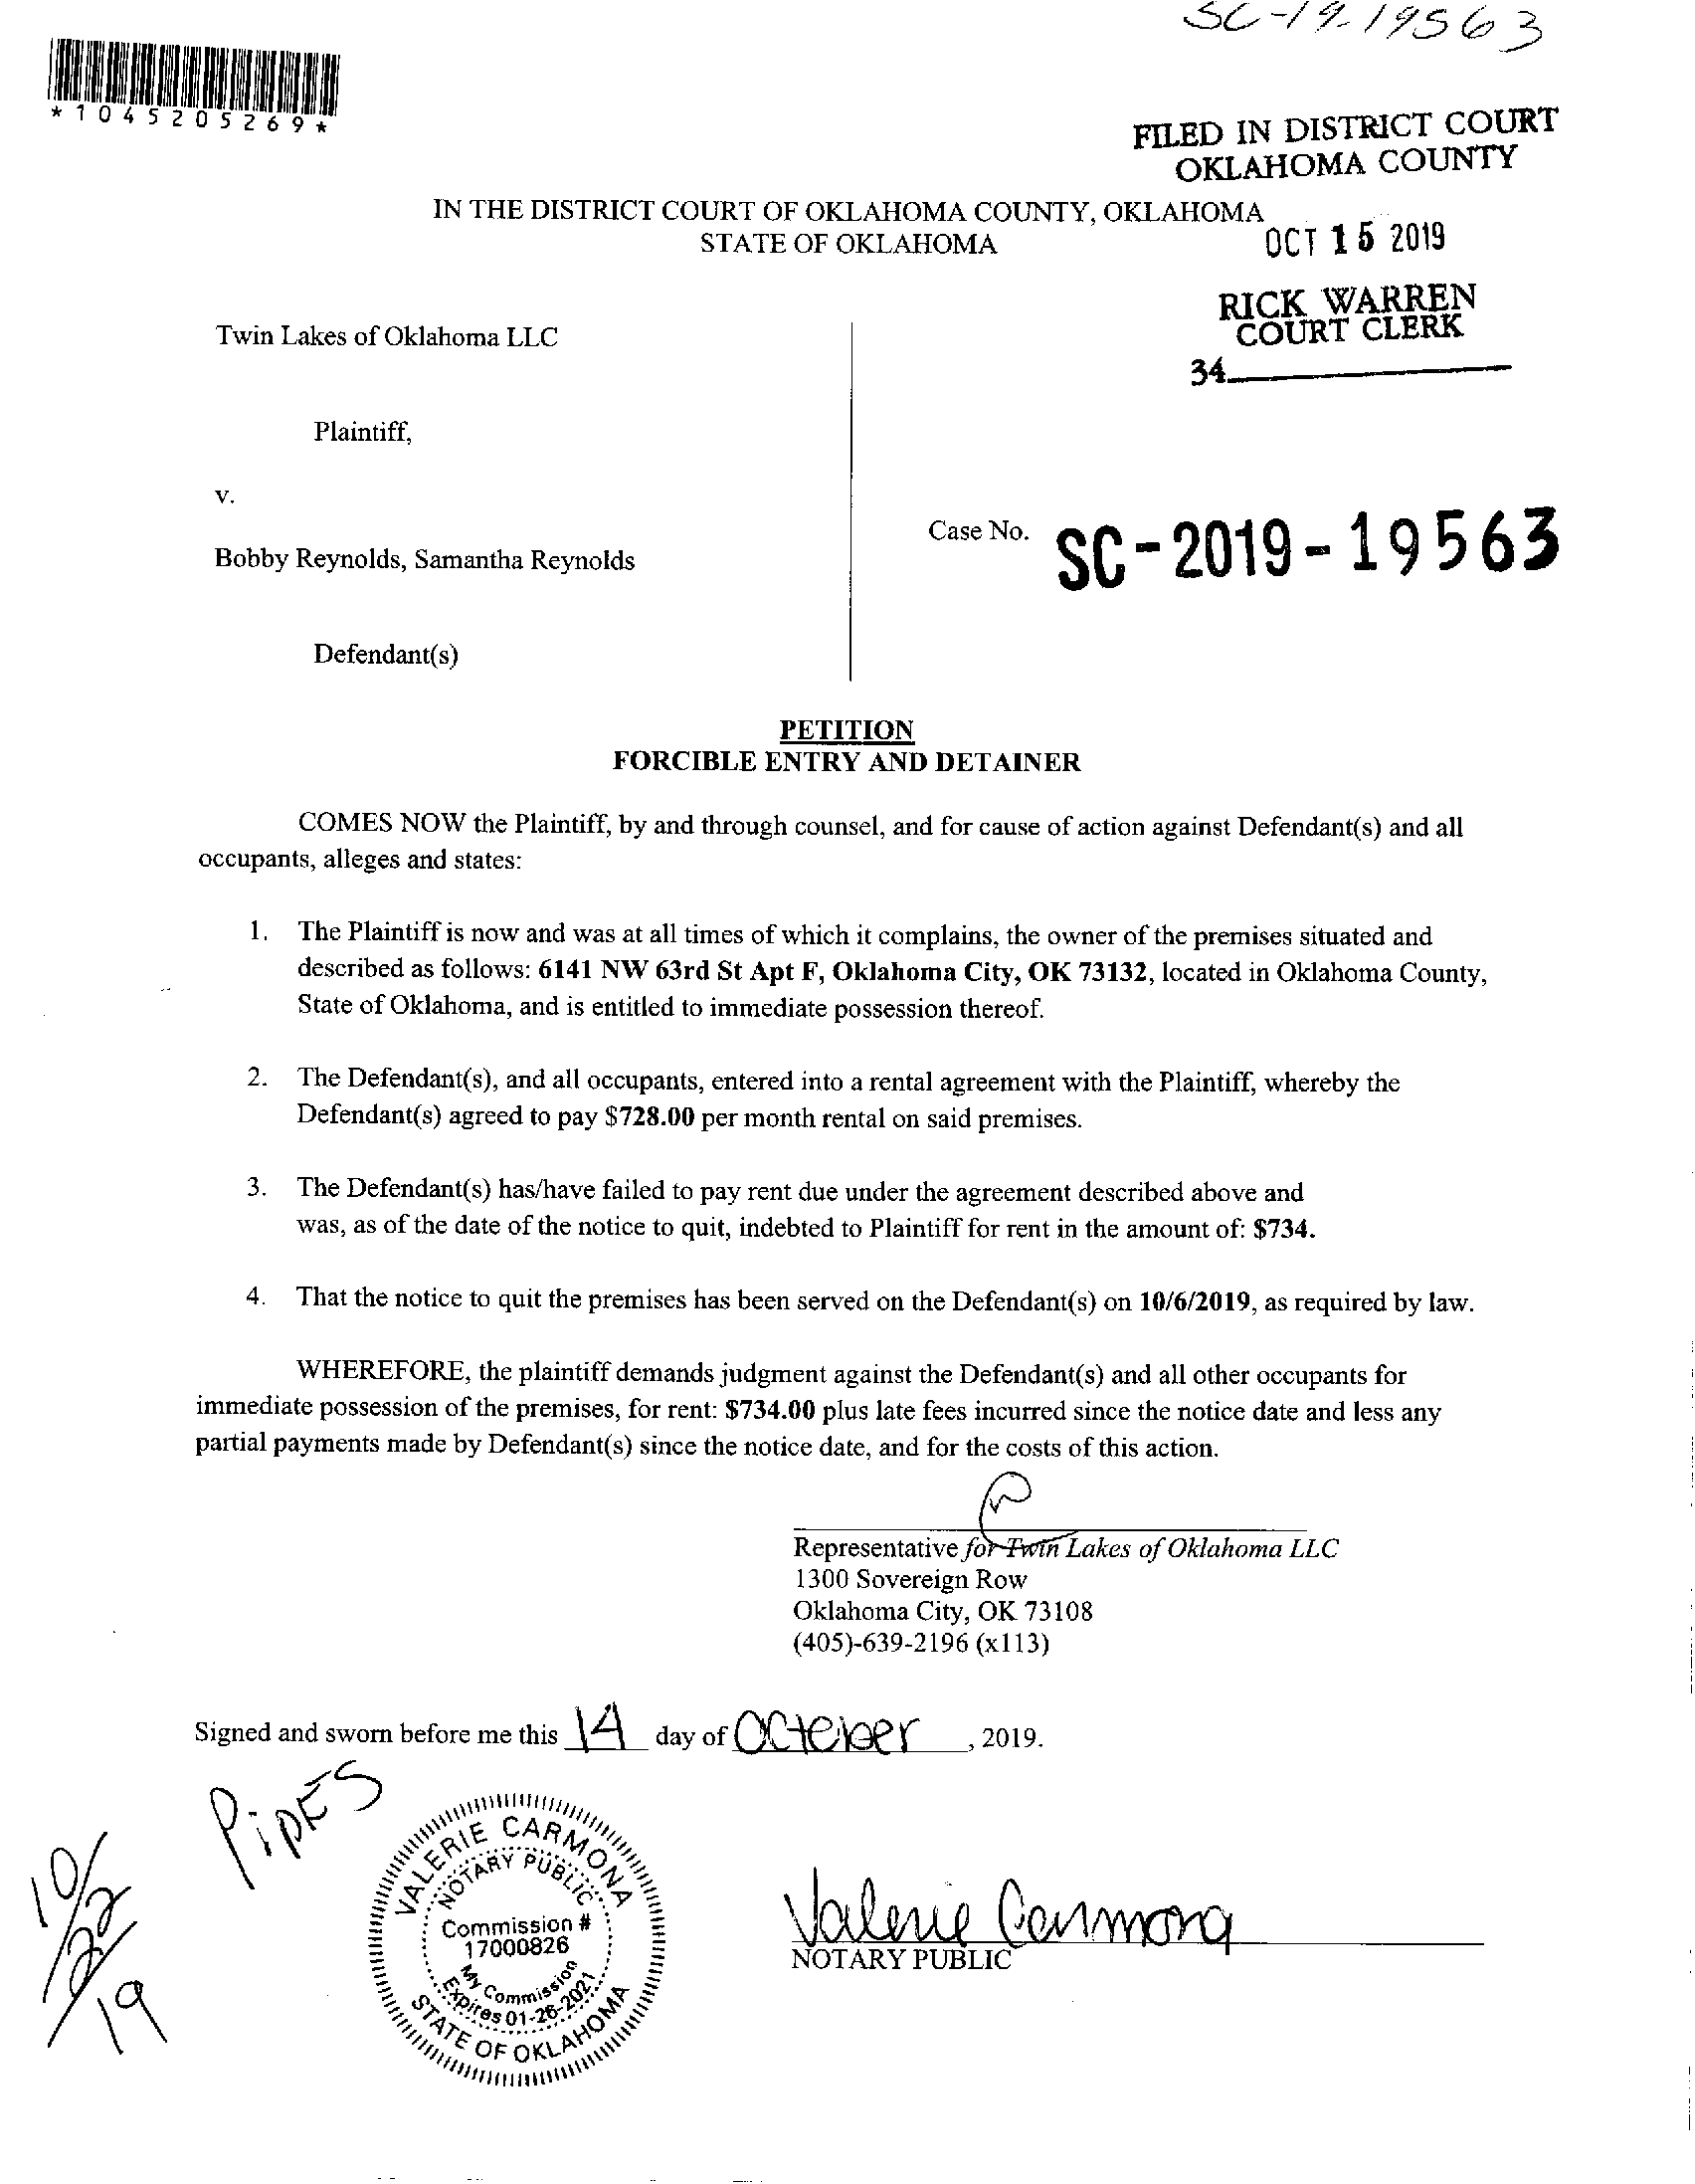 SC-19-19563
*1045205269*
FILED IN DISTRICT COURT
OKLAHOMA COUNTY
IN THE DISTRICT COURT OF OKLAHOMA COUNTY, OKLAHOMA
STATE OF OKLAHOMA
OCT 15 2019
RICK WARREN
COURT CLERK
34
Twin Lakes of Oklahoma LLC
Plaintiff,
v.
Case No. SC-2019-19563
Bobby Reynolds, Samantha Reynolds
Defendant(s)
PETITION
FORCIBLE ENTRY AND DETAINER
COMES NOW the Plaintiff, by and through counsel, and for cause of action against Defendant(s) and all
occupants, alleges and states:
1. The Plaintiff is now and was at all times of which it complains, the owner of the premises situated and
described as follows: 6141 NW 63rd St Apt F, Oklahoma City, OK 73132, located in Oklahoma County,
State of Oklahoma, and is entitled to immediate possession thereof.
2. The Defendant(s), and all occupants, entered into a rental agreement with the Plaintiff, whereby the
Defendant(s) agreed to pay $728.00 per month rental on said premises.
3. The Defendant(s) has/have failed to pay rent due under the agreement described above and
was, as of the date of the notice to quit, indebted to Plaintiff for rent in the amount of: $734.
4. That the notice to quit the premises has been served on the Defendant(s) on 10/6/2019, as required by law.
WHEREFORE, the plaintiff demands judgment against the Defendant(s) and all other occupants for
immediate possession of the premises, for rent: $734.00 plus late fees incurred since the notice date and less any
partial payments made by Defendant(s) since the notice date, and for the costs of this action.
Representative for Twin Lakes of Oklahoma LLC
1300 Sovereign Row
Oklahoma City, OK 73108
(405)-639-2196 (x113)
Signed and sworn before me this 14 day of October, 2019.
PiPES
10/22/19
VALERIE CARMONA
NOTARY PUBLIC
Commission #
17000826
My Commission
Expires 01-26-2021
STATE OF OKLAHOMA
Valerie Carmona
NOTARY PUBLIC